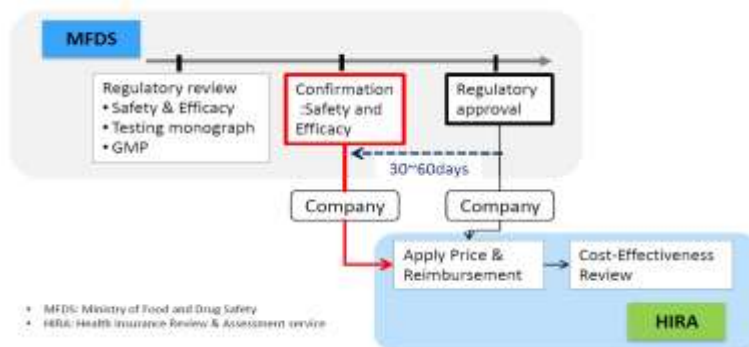 MFDS
Regulatory review
• Safety & Efficacy
• Testing monograph
• GMP
Confirmation
:Safety and
Efficacy
Regulatory
approval
30~60days
Company
Company
Apply Price &
Reimbursement
Cost-Effectiveness
Review
HIRA
• MFDS: Ministry of Food and Drug Safety
• HIRA: Health Insurance Review & Assessment service